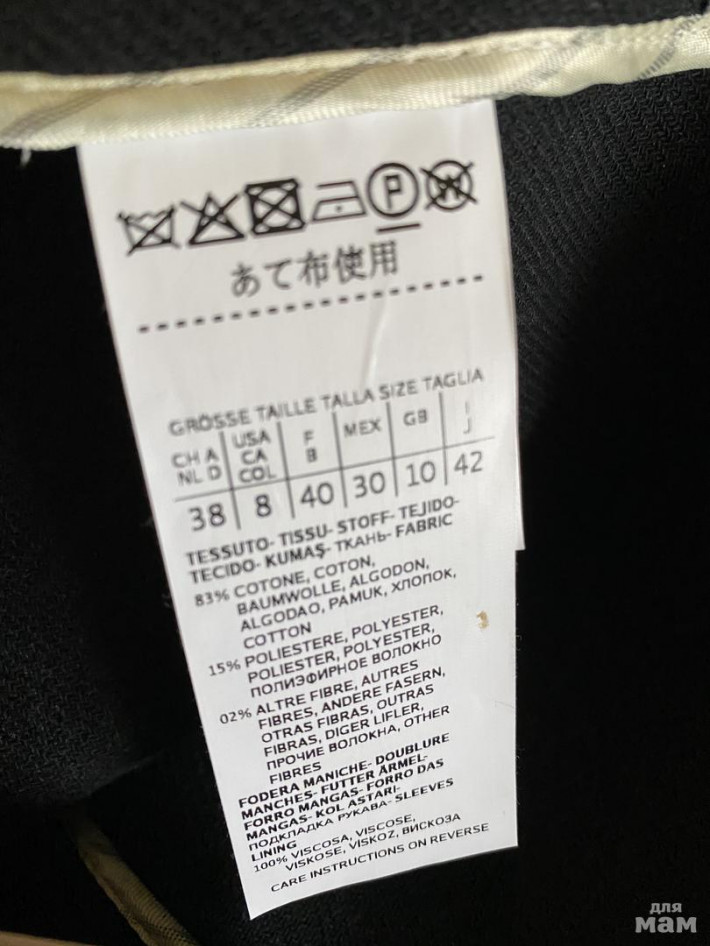 P W
あて布使用
GRÖSSE TAILLE TALLA SIZE TAGLIA
CH A USA F MEX GB I
NL D CA B J
COL
38 8 40 30 10 42
TESSUTO- TISSU- STOFF- TEJIDO-
TECIDO- KUMAŞ- ТКАНЬ- FABRIC
83% COTONE, COTON,
BAUMWOLLE, ALGODON,
ALGODAO, PAMUK, ХЛОПОК,
COTTON
15% POLIESTERE, POLYESTER,
POLIESTER, POLYESTER,
ПОЛИЭФИРНОЕ ВОЛОКНО
02% ALTRE FIBRE, AUTRES
FIBRES, ANDERE FASERN,
OTRAS FIBRAS, OUTRAS
FIBRAS, DIGER LIFLER,
ПРОЧИЕ ВОЛОКНА, OTHER
FIBRES
FODERA MANICHE- DOUBLURE
MANCHES- FUTTER ÄRMEL-
FORRO MANGAS- FORRO DAS
MANGAS- KOL ASTARI-
ПОДКЛАДКА РУКАВА- SLEEVES
LINING
100% VISCOSA, VISCOSE,
VISKOSE, VISKOZ, ВИСКОЗА
CARE INSTRUCTIONS ON REVERSE
для
мам